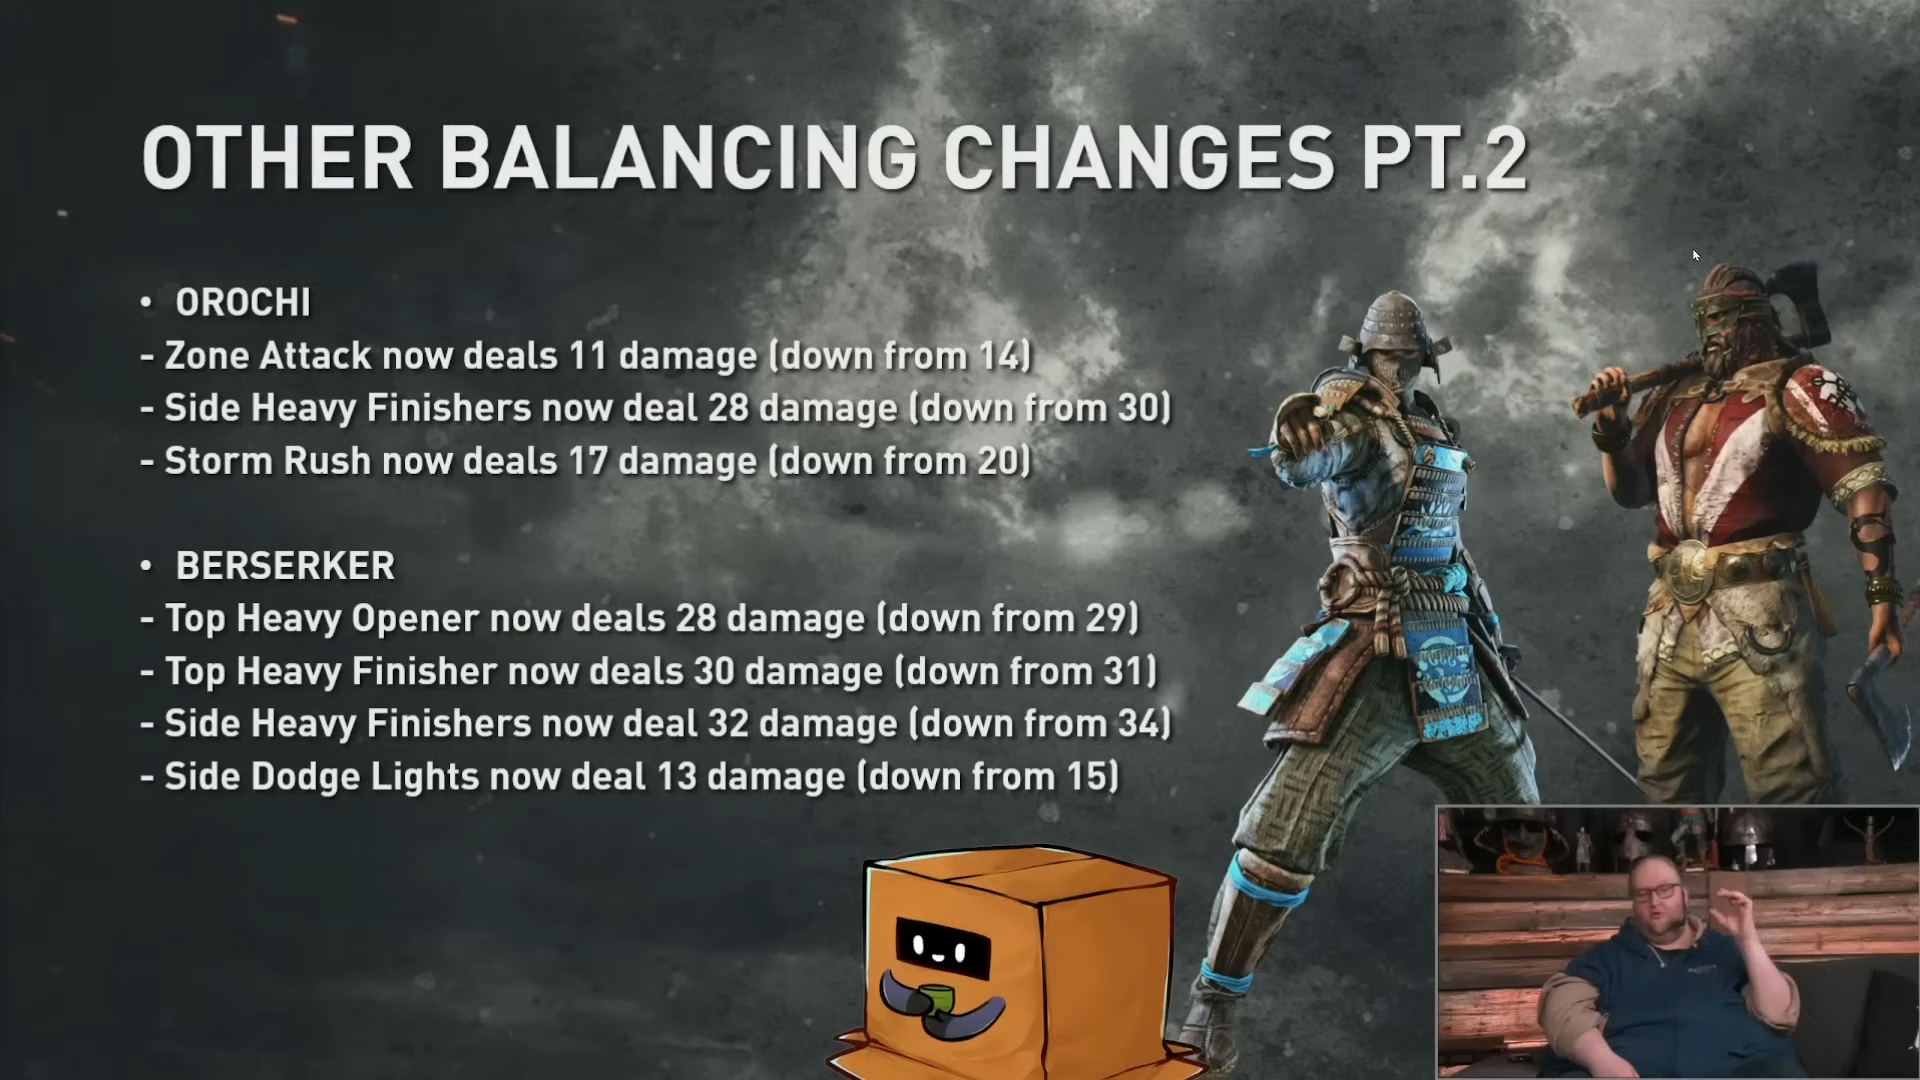 OTHER BALANCING CHANGES PT.2
• OROCHI
- Zone Attack now deals 11 damage (down from 14)
- Side Heavy Finishers now deal 28 damage (down from 30)
- Storm Rush now deals 17 damage (down from 20)
• BERSERKER
- Top Heavy Opener now deals 28 damage (down from 29)
- Top Heavy Finisher now deals 30 damage (down from 31)
- Side Heavy Finishers now deal 32 damage (down from 34)
- Side Dodge Lights now deal 13 damage (down from 15)